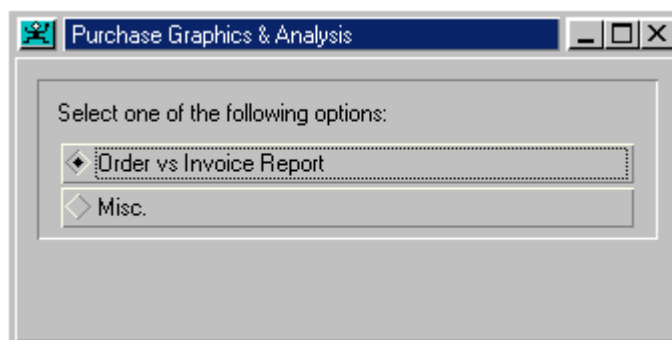 Purchase Graphics & Analysis
Select one of the following options:
Order vs Invoice Report
Misc.